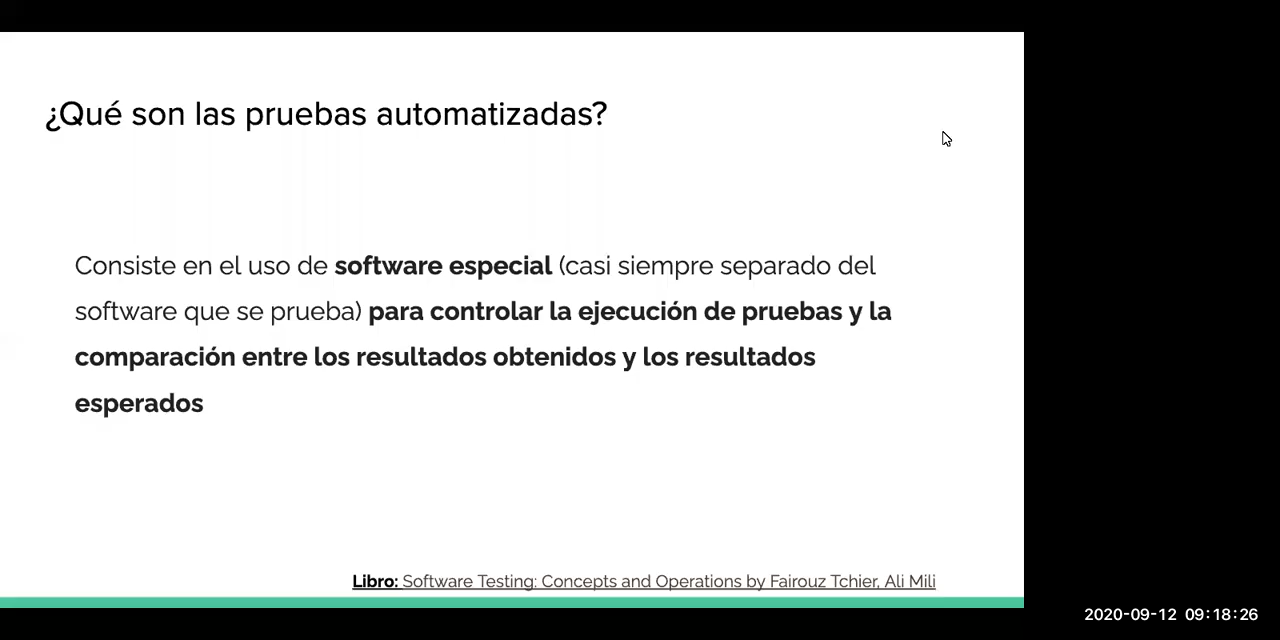 ¿Qué son las pruebas automatizadas?
Consiste en el uso de software especial (casi siempre separado del
software que se prueba) para controlar la ejecución de pruebas y la
comparación entre los resultados obtenidos y los resultados
esperados
Libro: Software Testing: Concepts and Operations by Fairouz Tchier, Ali Mili
2020-09-12 09:18:26